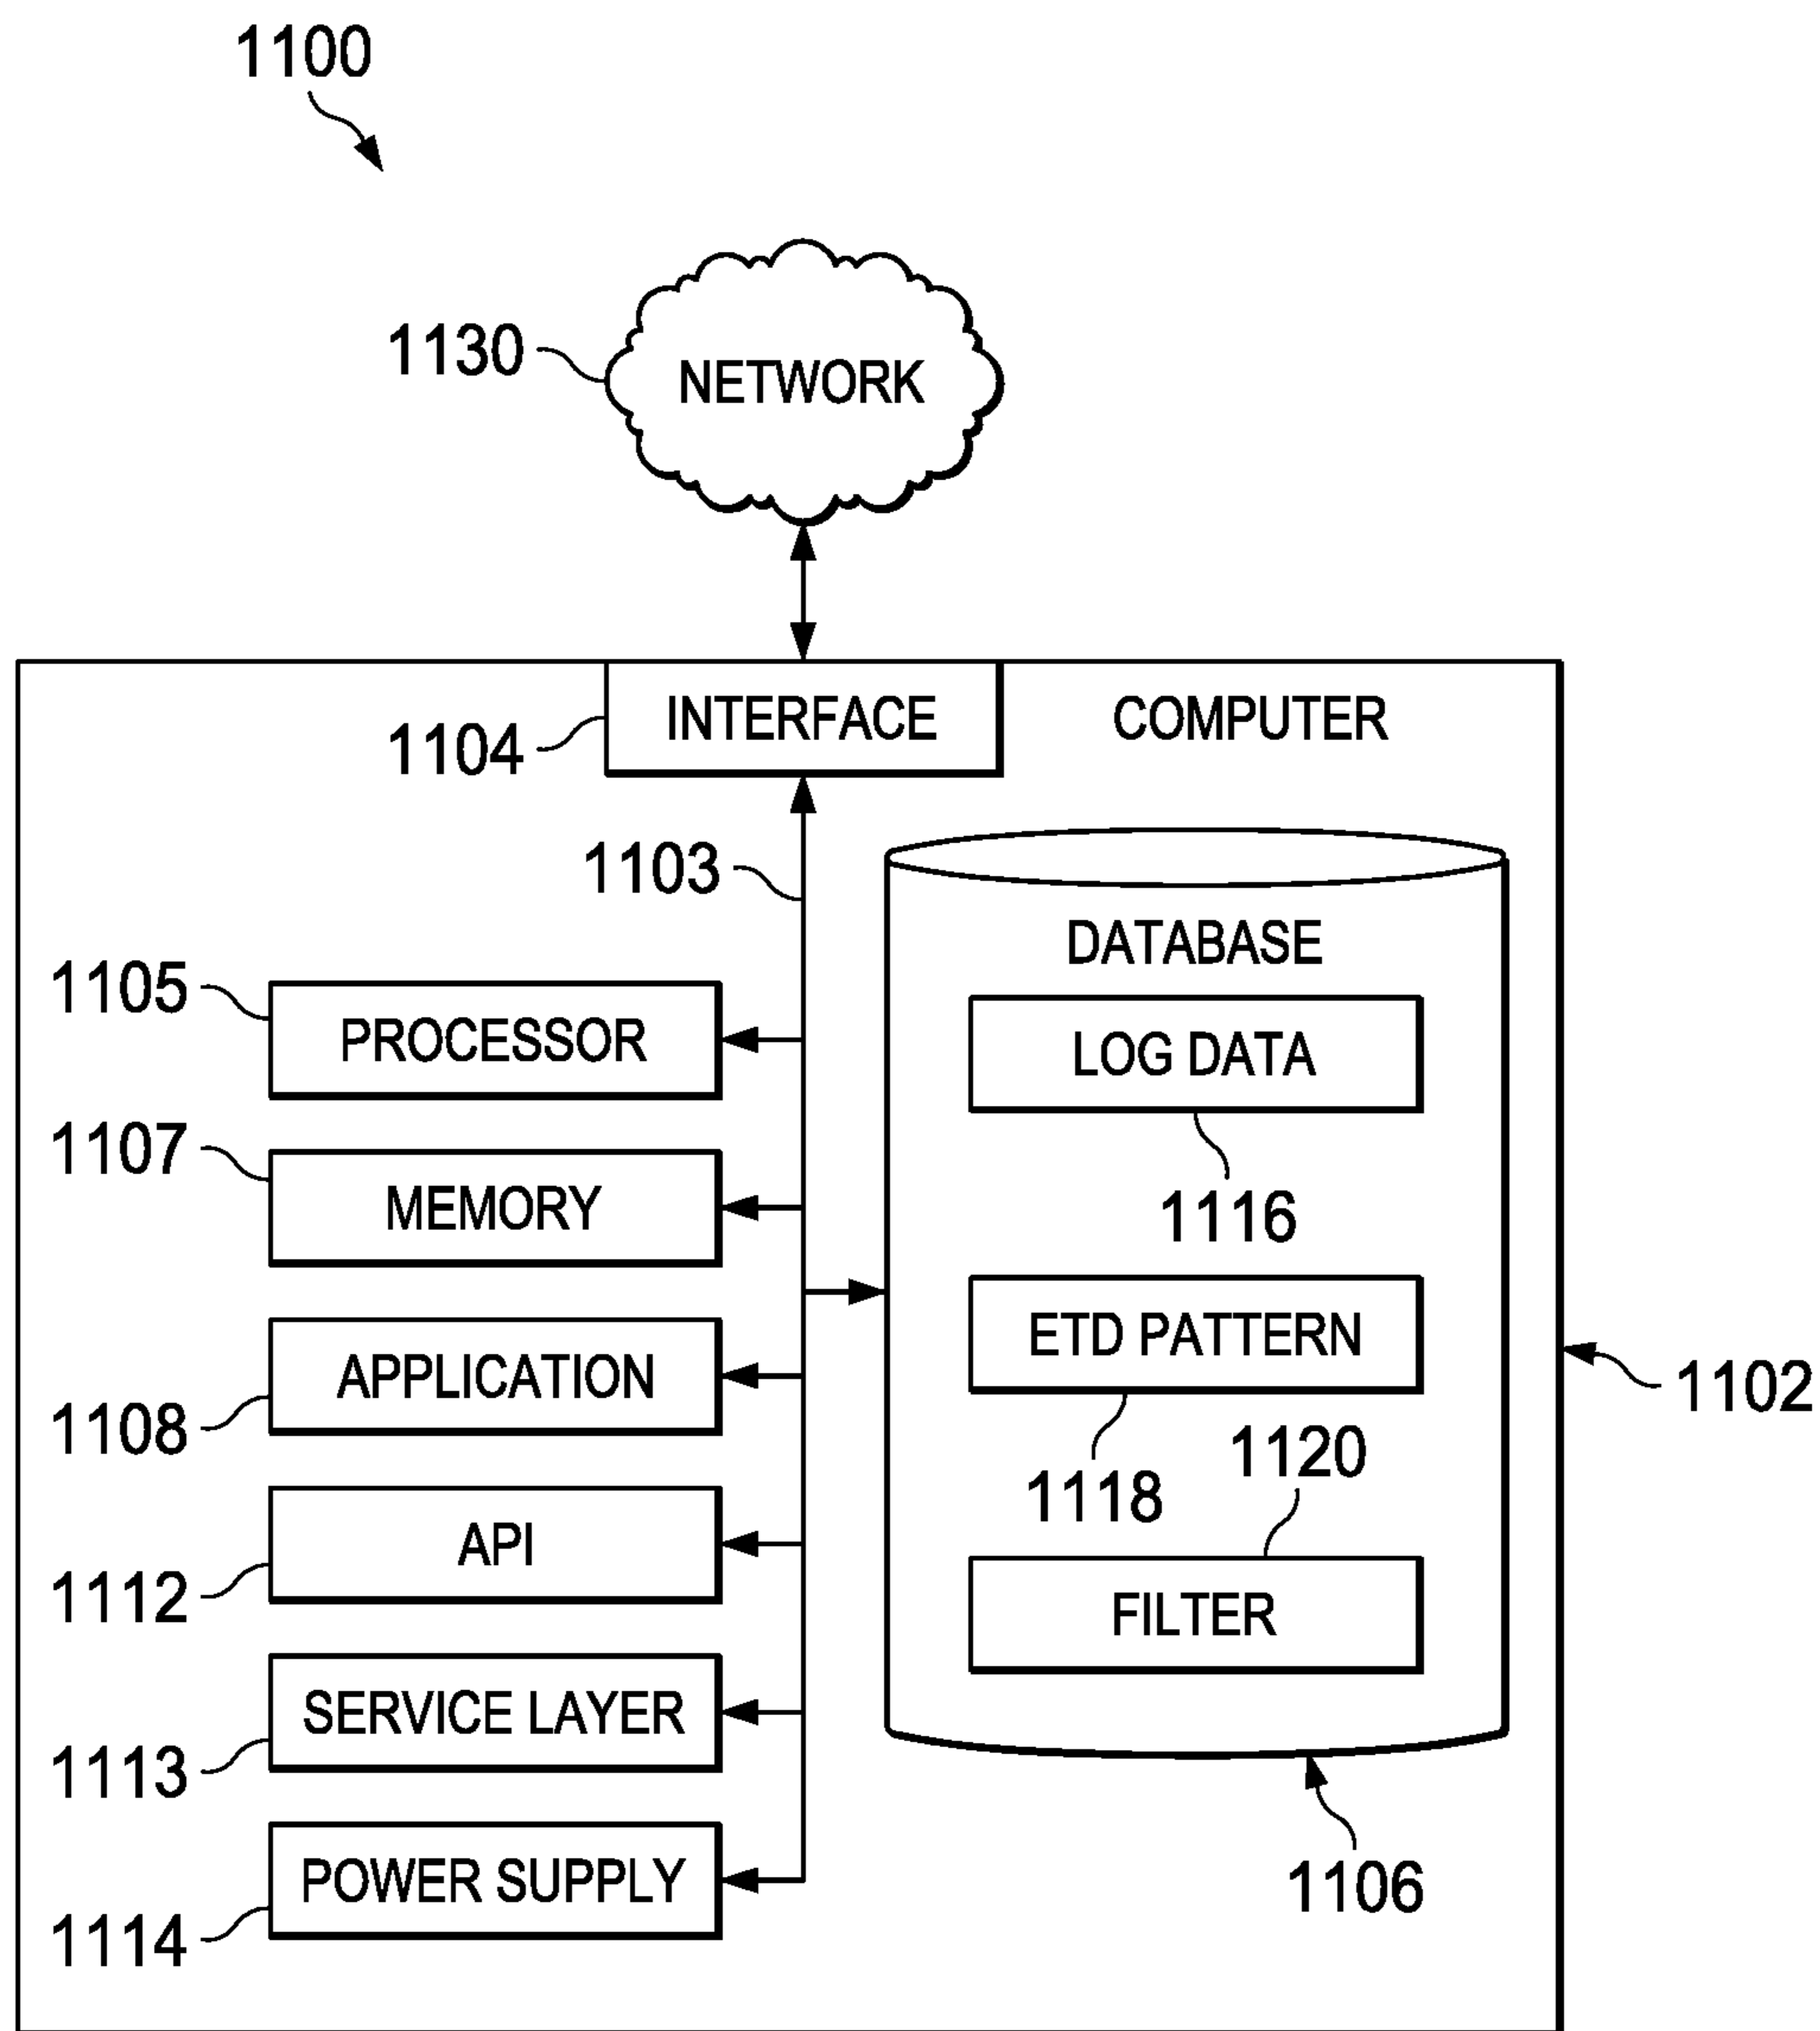 1100
1130
NETWORK
INTERFACE
COMPUTER
1104
1103
DATABASE
1105
PROCESSOR
LOG DATA
1107
MEMORY
1116
ETD PATTERN
APPLICATION
1102
1108
1118
1120
API
1112
FILTER
SERVICE LAYER
1113
POWER SUPPLY
1106
1114